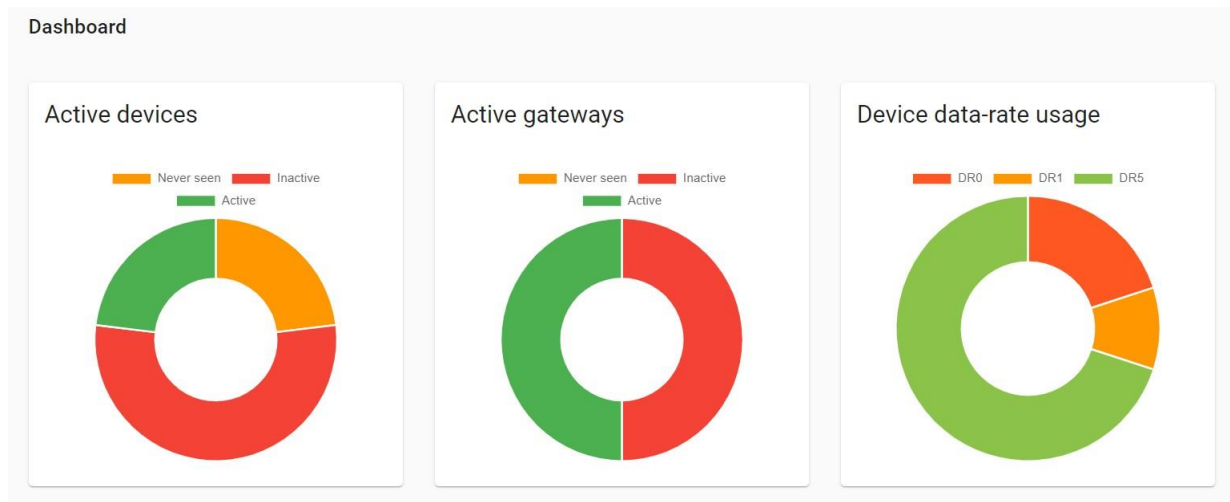 Dashboard
Active devices
Never seen Inactive
Active
Active gateways
Never seen Inactive
Active
Device data-rate usage
DR0 DR1 DR5